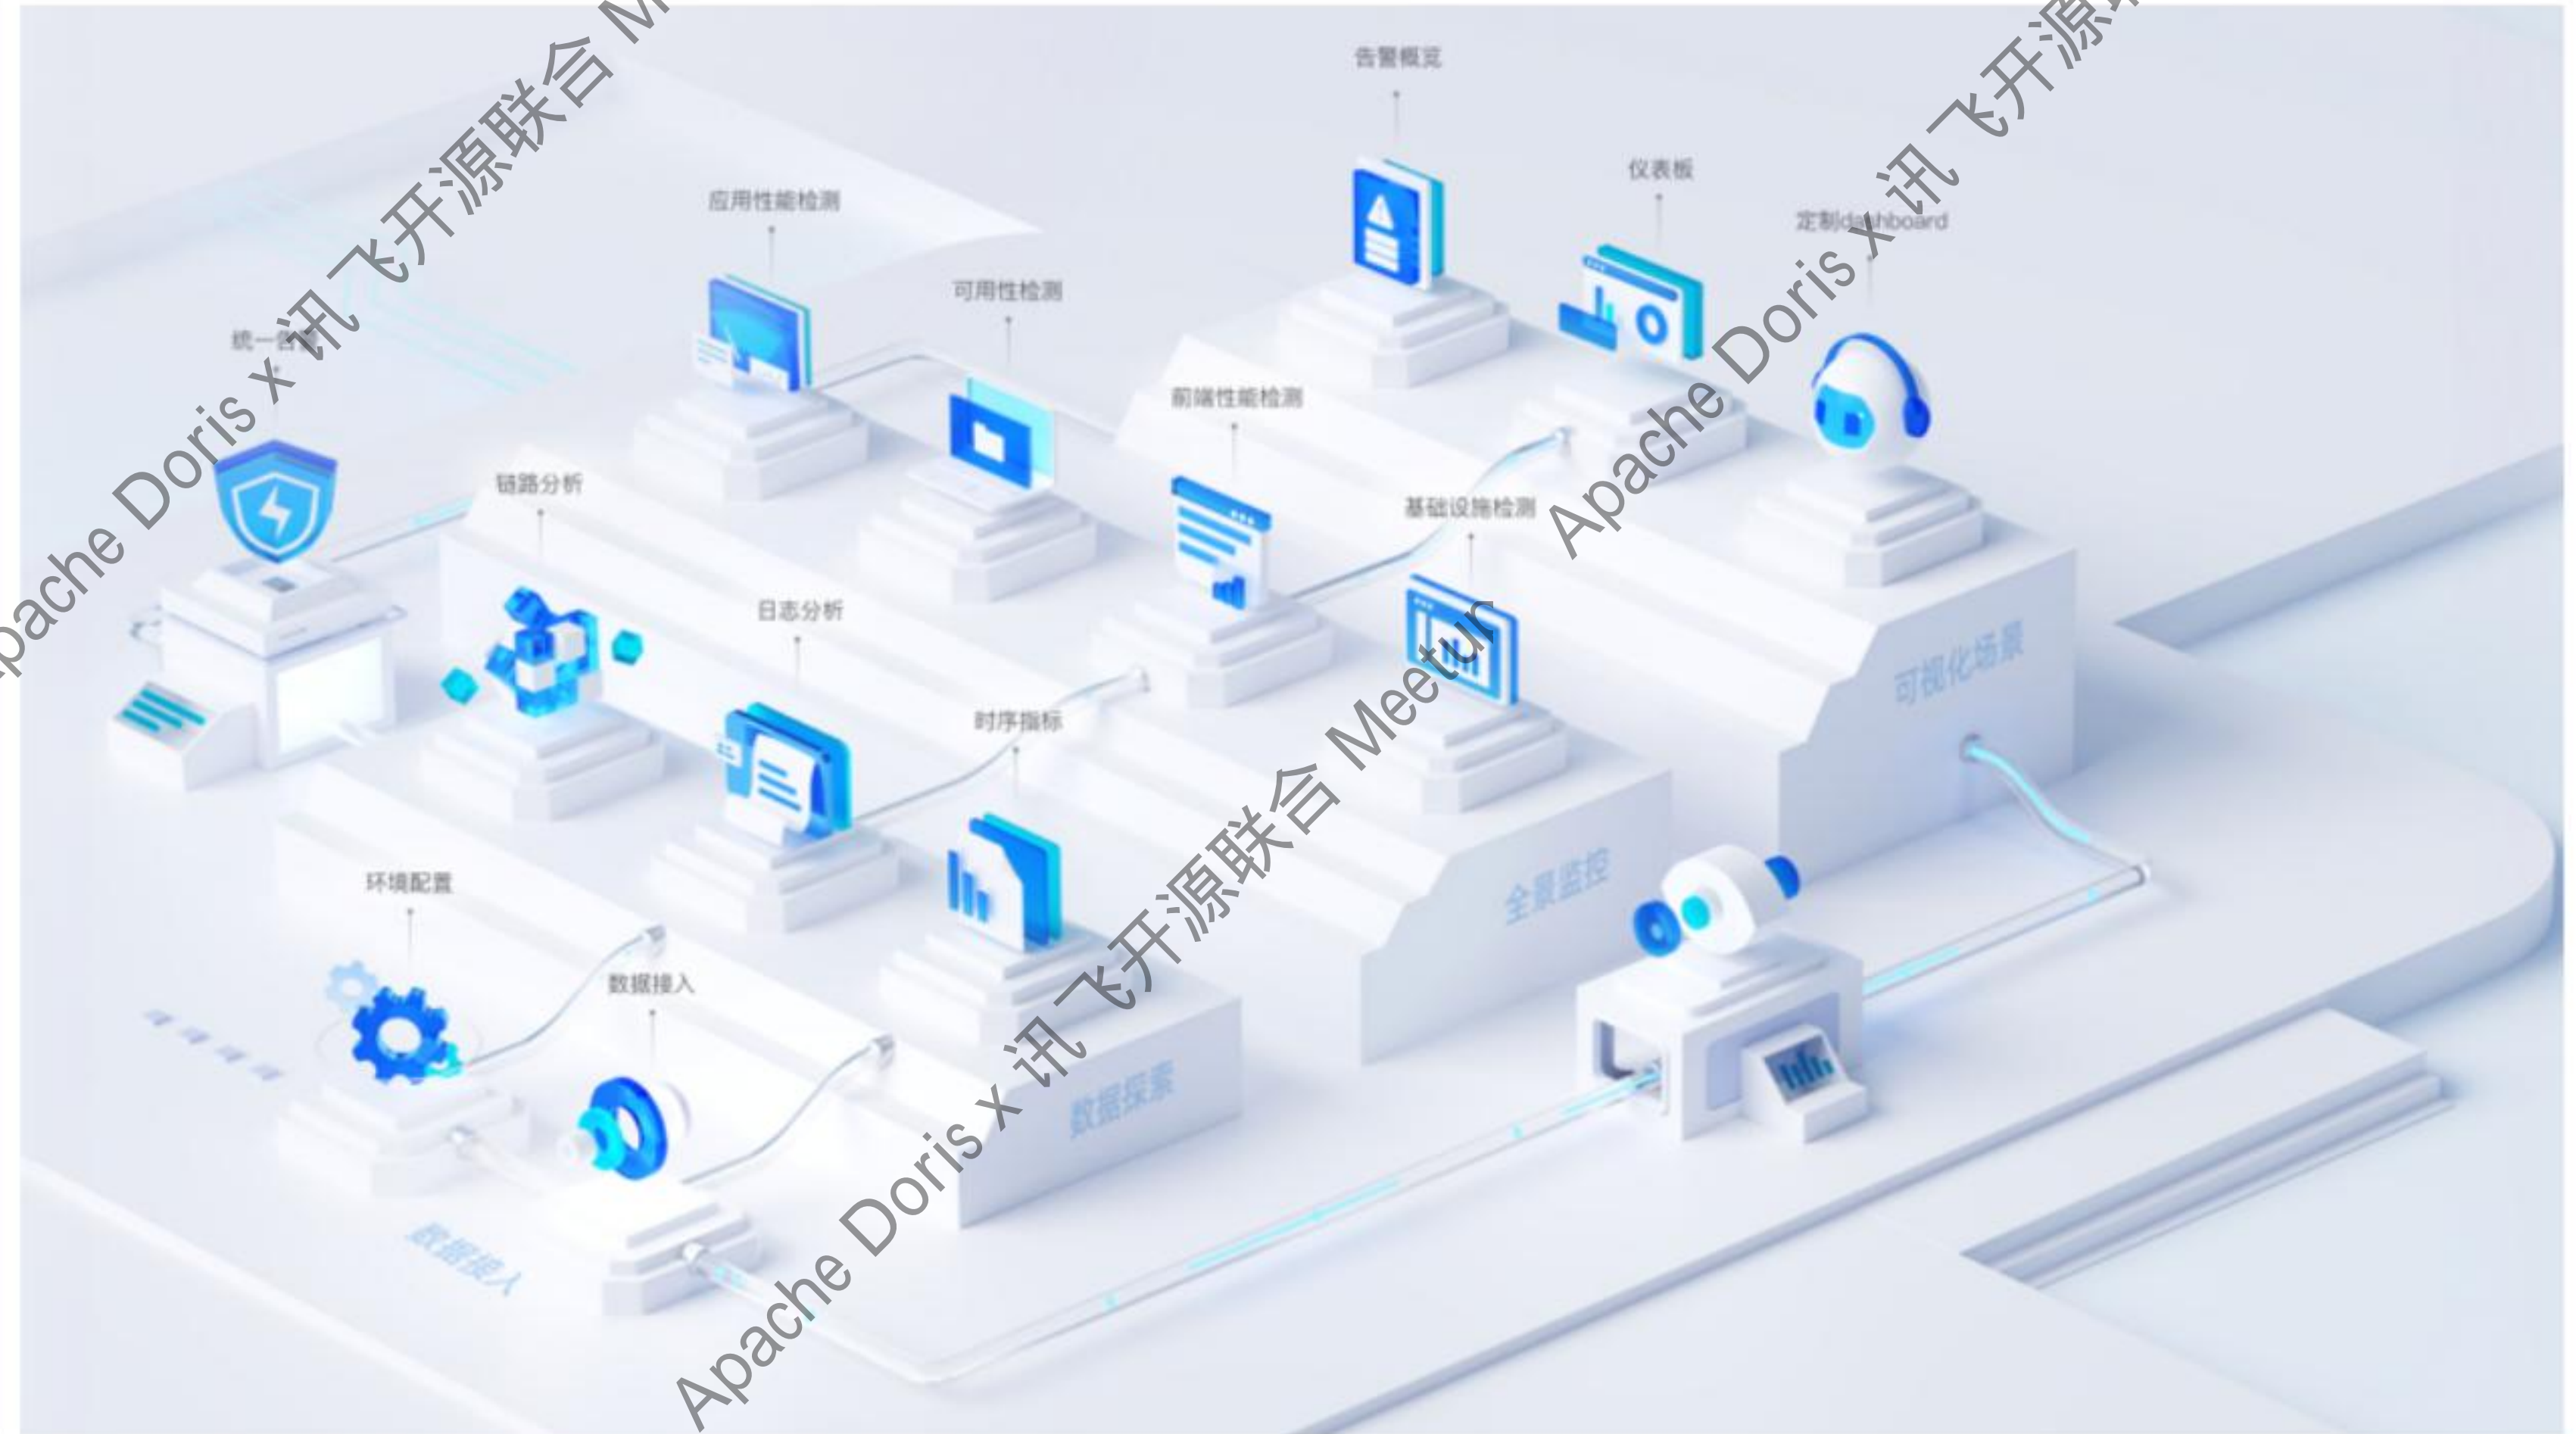 告警概览
仪表板
定制dashboard
应用性能检测
可用性检测
统一告警
前端性能检测
链路分析
基础设施检测
日志分析
时序指标
可视化场景
环境配置
全景监控
数据接入
数据探索
数据接入
Apache Doris x 讯飞开源联合 M
Apache Doris x 讯飞开源联
Apache Doris x 讯飞开源联合 Meetup